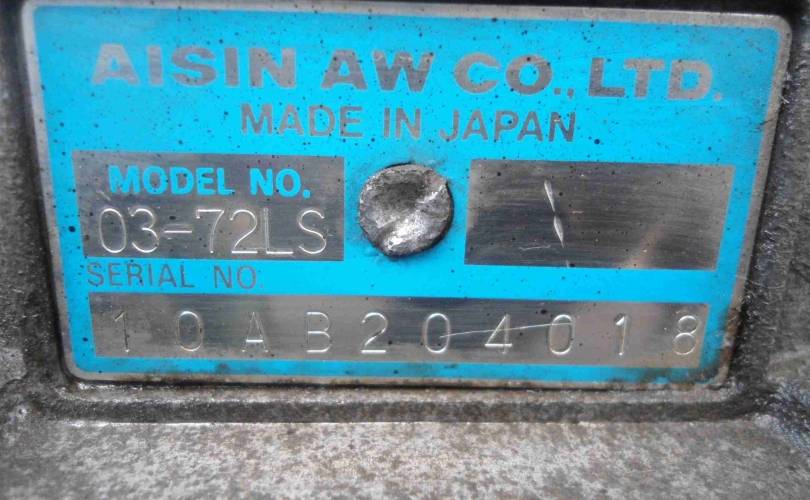 AISIN AW CO., LTD.
MADE IN JAPAN
MODEL NO.
03-72LS
SERIAL NO.
10AB204018